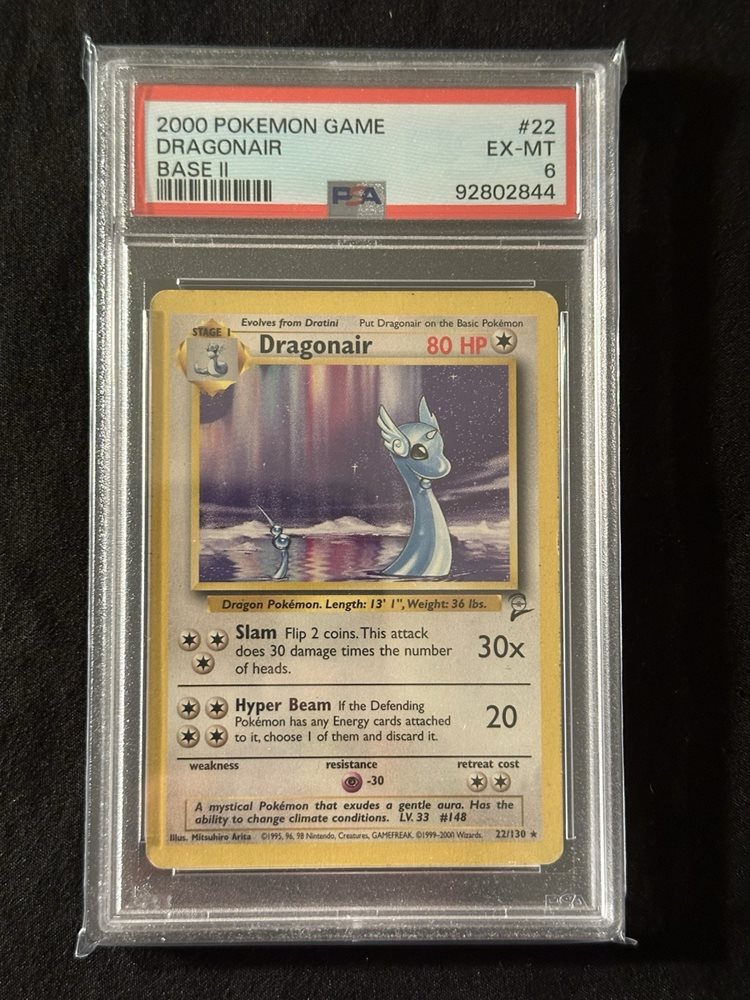 2000 POKEMON GAME #22
DRAGONAIR EX-MT
BASE II 6
PSA 92802844
STAGE 1 Evolves from Dratini Put Dragonair on the Basic Pokémon
Dragonair 80 HP
Dragon Pokémon. Length: 13' 1", Weight: 36 lbs.
Slam Flip 2 coins. This attack
does 30 damage times the number
of heads.
30x
Hyper Beam If the Defending
Pokémon has any Energy cards attached
to it, choose 1 of them and discard it.
20
weakness resistance retreat cost
-30
A mystical Pokémon that exudes a gentle aura. Has the
ability to change climate conditions. LV. 33 #148
Illus. Mitsuhiro Arita ©1995, 96, 98 Nintendo, Creatures, GAMEFREAK. ©1999-2000 Wizards. 22/130 ★
PSA